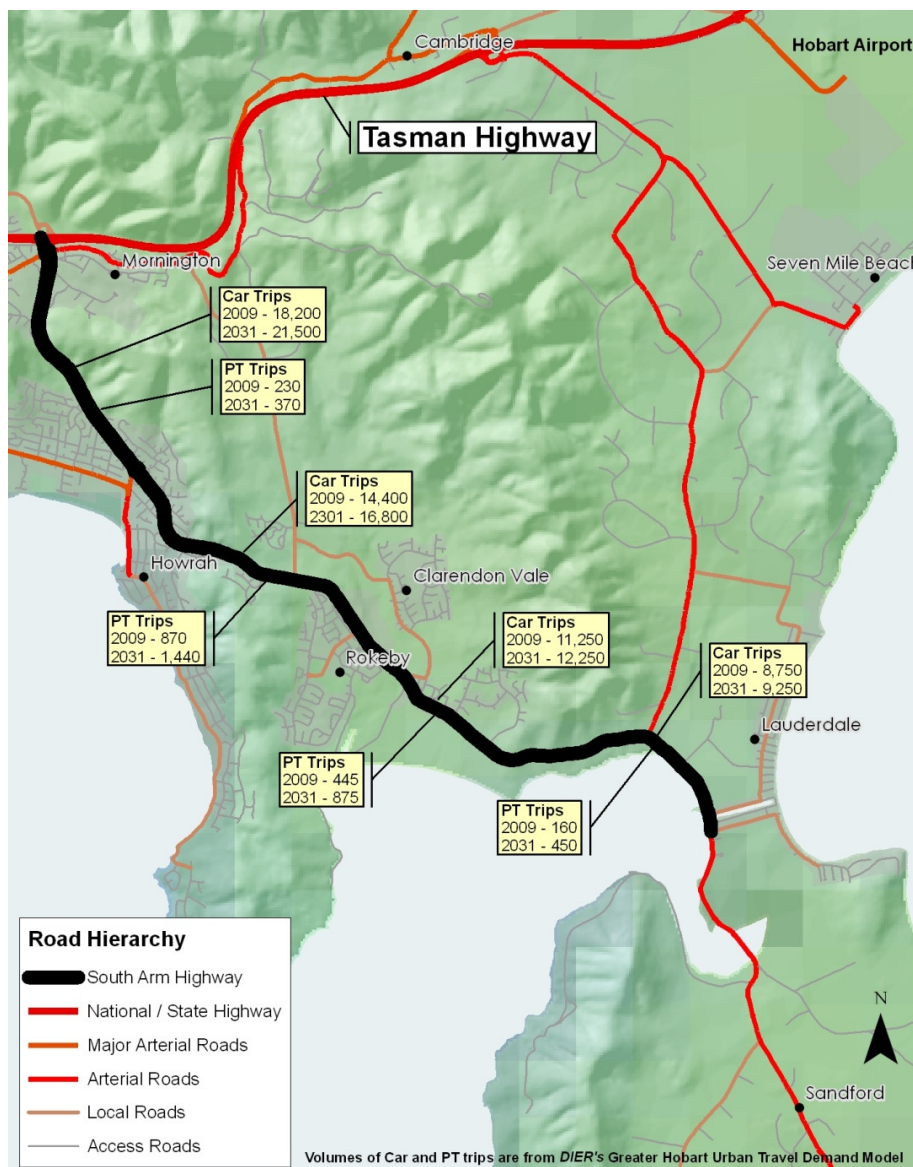 Cambridge
Hobart Airport
Tasman Highway
Mornington
Seven Mile Beach
Car Trips
2009 - 18,200
2031 - 21,500
PT Trips
2009 - 230
2031 - 370
Car Trips
2009 - 14,400
2301 - 16,800
Howrah
Clarendon Vale
PT Trips
2009 - 870
2031 - 1,440
Car Trips
2009 - 11,250
2031 - 12,250
Rokeby
Car Trips
2009 - 8,750
2031 - 9,250
Lauderdale
PT Trips
2009 - 445
2031 - 875
PT Trips
2009 - 160
2031 - 450
Road Hierarchy
South Arm Highway
National / State Highway
Major Arterial Roads
Arterial Roads
Local Roads
Access Roads
N
Sandford
Volumes of Car and PT trips are from DIER's Greater Hobart Urban Travel Demand Model